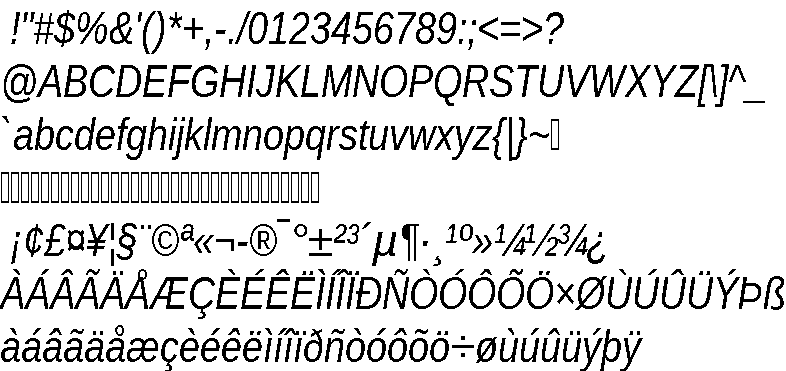 !"#$%&'()*+,-./0123456789:;<=>?
@ABCDEFGHIJKLMNOPQRSTUVWXYZ[\]^_
`abcdefghijklmnopqrstuvwxyz{|}~
¡¢£¤¥¦§¨©ª«¬-®¯°±²³´µ¶·¸¹º»¼½¾¿
ÀÁÂÃÄÅÆÇÈÉÊËÌÍÎÏÐÑÒÓÔÕÖ×ØÙÚÛÜÝÞß
àáâãäåæçèéêëìíîïðñòóôõö÷øùúûüýþÿ